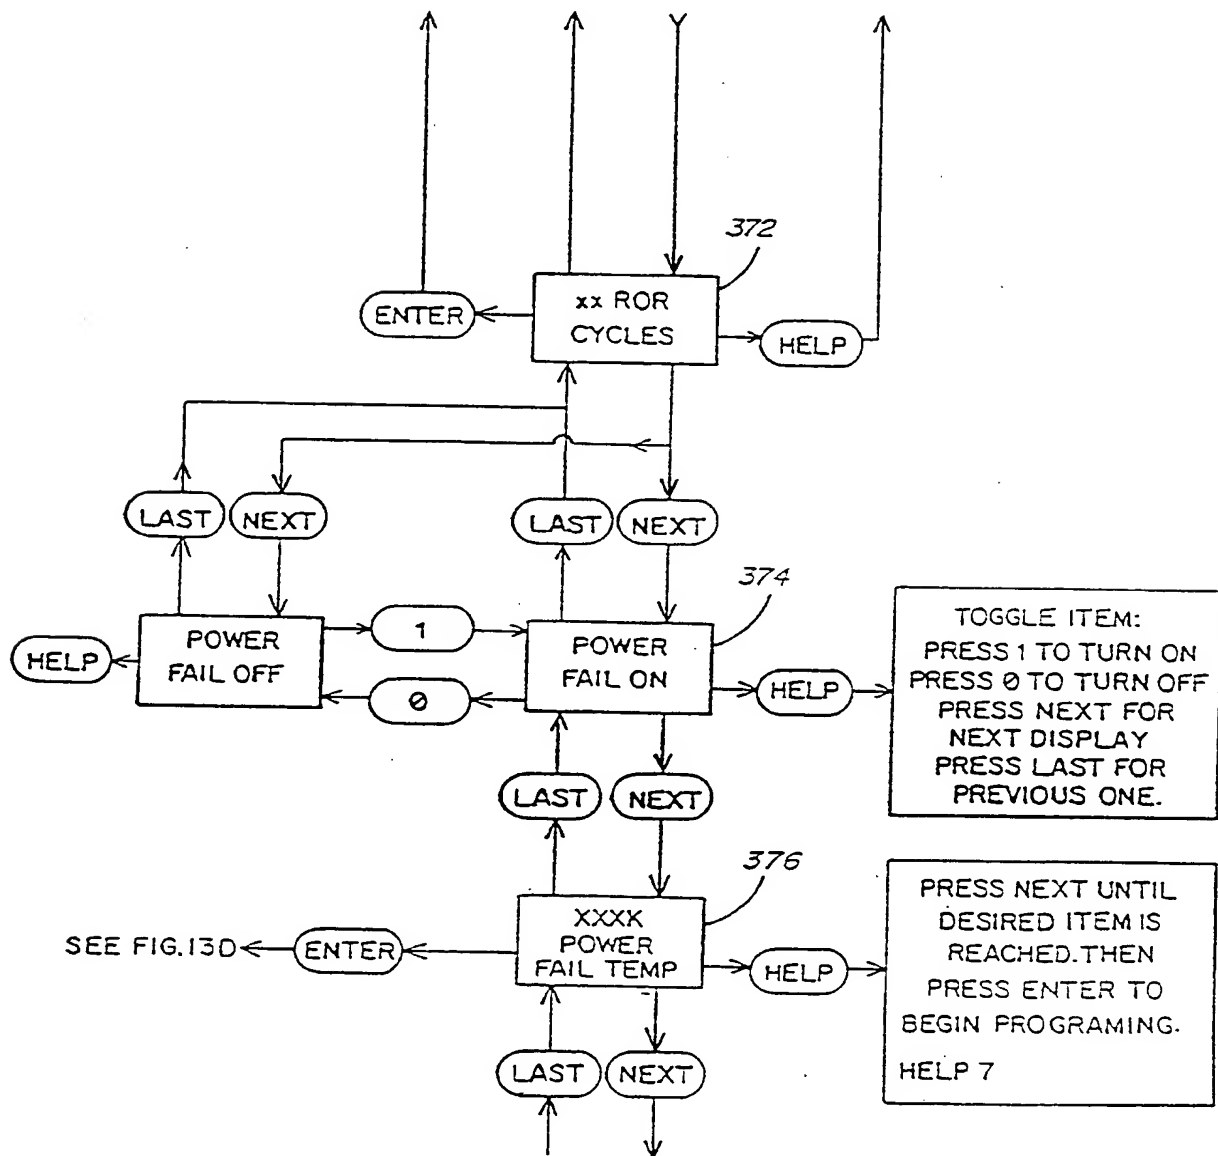 Y
372
xx ROR
CYCLES
ENTER
HELP
LAST
NEXT
LAST
NEXT
374
POWER
FAIL OFF
HELP
1
0
POWER
FAIL ON
HELP
TOGGLE ITEM:
PRESS 1 TO TURN ON
PRESS 0 TO TURN OFF
PRESS NEXT FOR
NEXT DISPLAY
PRESS LAST FOR
PREVIOUS ONE.
LAST
NEXT
376
XXXK
POWER
FAIL TEMP
SEE FIG.13D
ENTER
HELP
PRESS NEXT UNTIL
DESIRED ITEM IS
REACHED.THEN
PRESS ENTER TO
BEGIN PROGRAMING.
HELP 7
LAST
NEXT